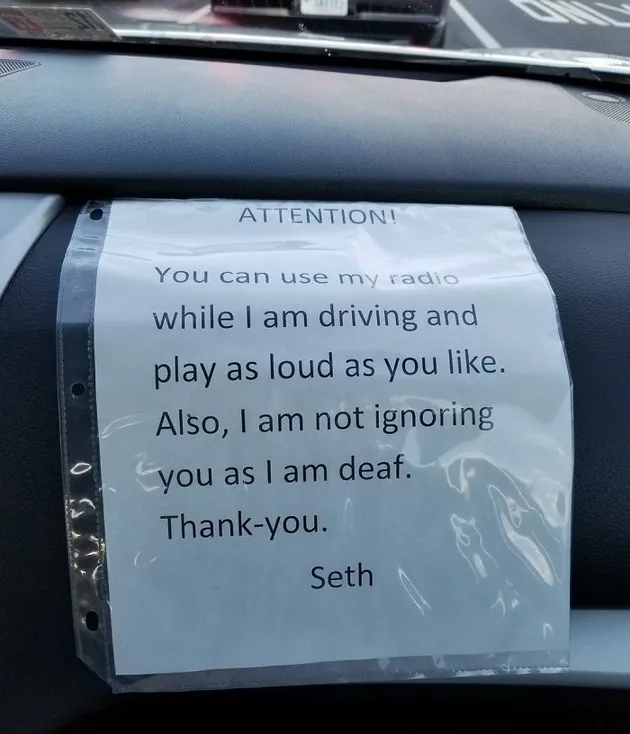 ATTENTION!
You can use my radio
while I am driving and
play as loud as you like.
Also, I am not ignoring
you as I am deaf.
Thank-you.
Seth